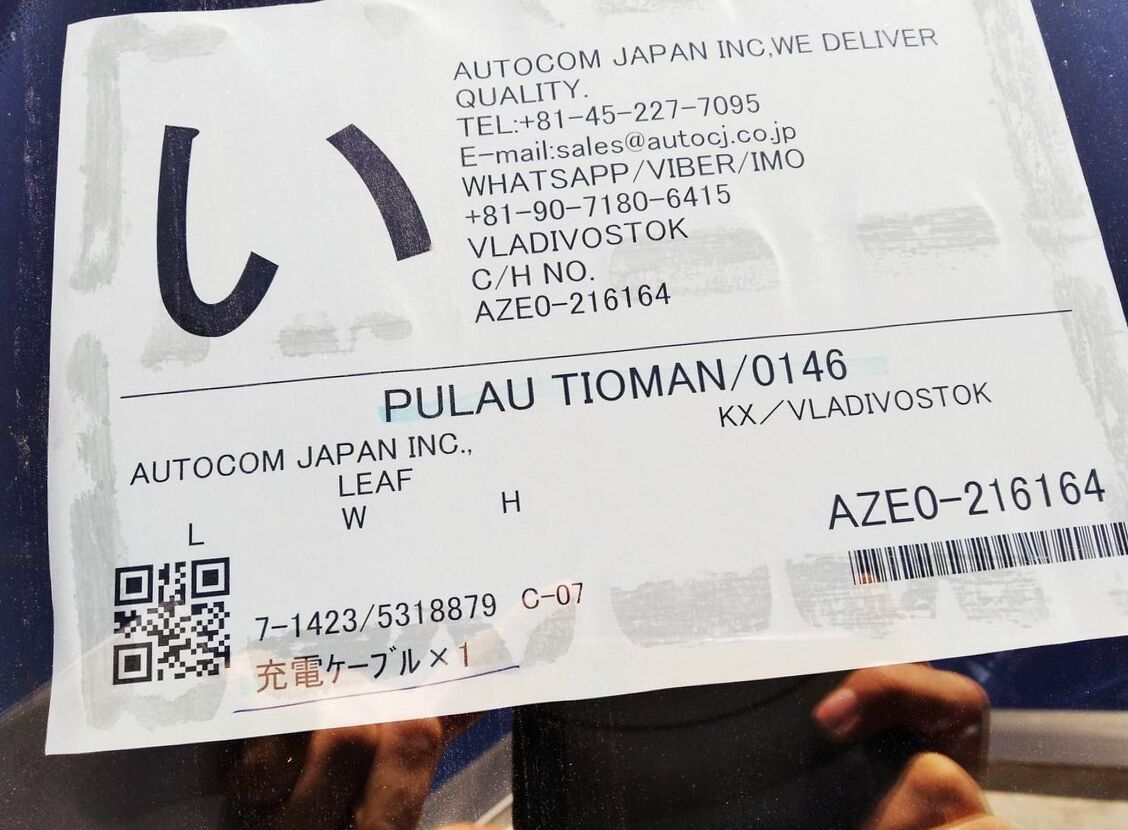 い
AUTOCOM JAPAN INC,WE DELIVER
QUALITY.
TEL:+81-45-227-7095
E-mail:sales@autocj.co.jp
WHATSAPP/VIBER/IMO
+81-90-7180-6415
VLADIVOSTOK
C/H NO.
AZE0-216164
PULAU TIOMAN/0146
KX／VLADIVOSTOK
AUTOCOM JAPAN INC.,
LEAF
L W H
AZE0-216164
7-1423/5318879 C-07
充電ケーブル×1